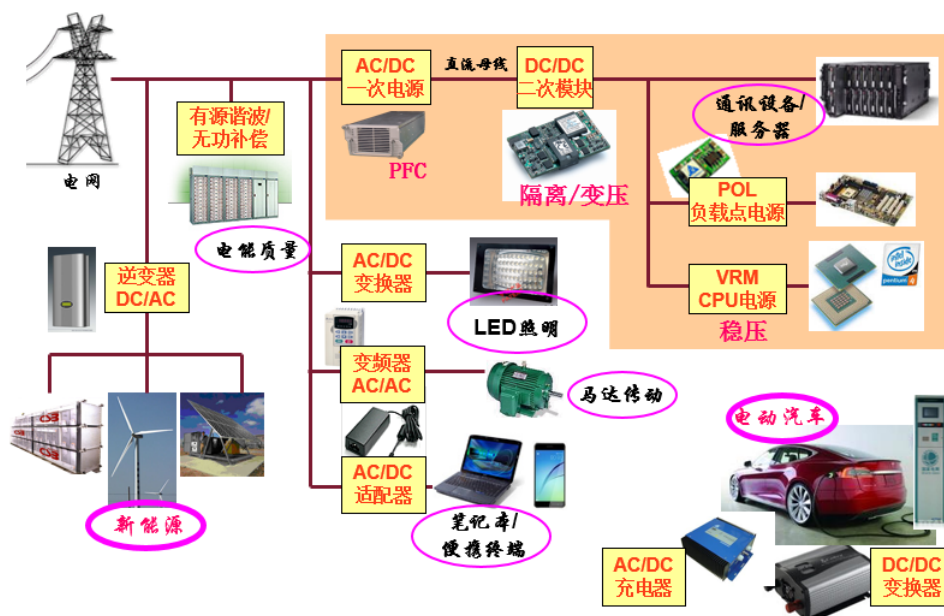 电网
有源谐波/
无功补偿
电能质量
AC/DC
一次电源
PFC
直流母线
DC/DC
二次模块
隔离/变压
通讯设备/
服务器
POL
负载点电源
VRM
CPU电源
稳压
intel
inside
pentium 4
逆变器
DC/AC
新能源
CSB
AC/DC
变换器
LED照明
变频器
AC/AC
马达传动
AC/DC
适配器
笔记本/
便携终端
电动汽车
AC/DC
充电器
DC/DC
变换器